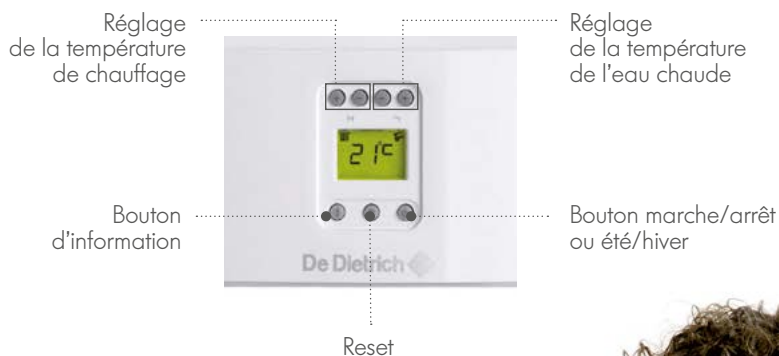 Réglage
de la température
de chauffage
Réglage
de la température
de l'eau chaude
21°c
Bouton
d'information
Bouton marche/arrêt
ou été/hiver
De Dietrich
Reset